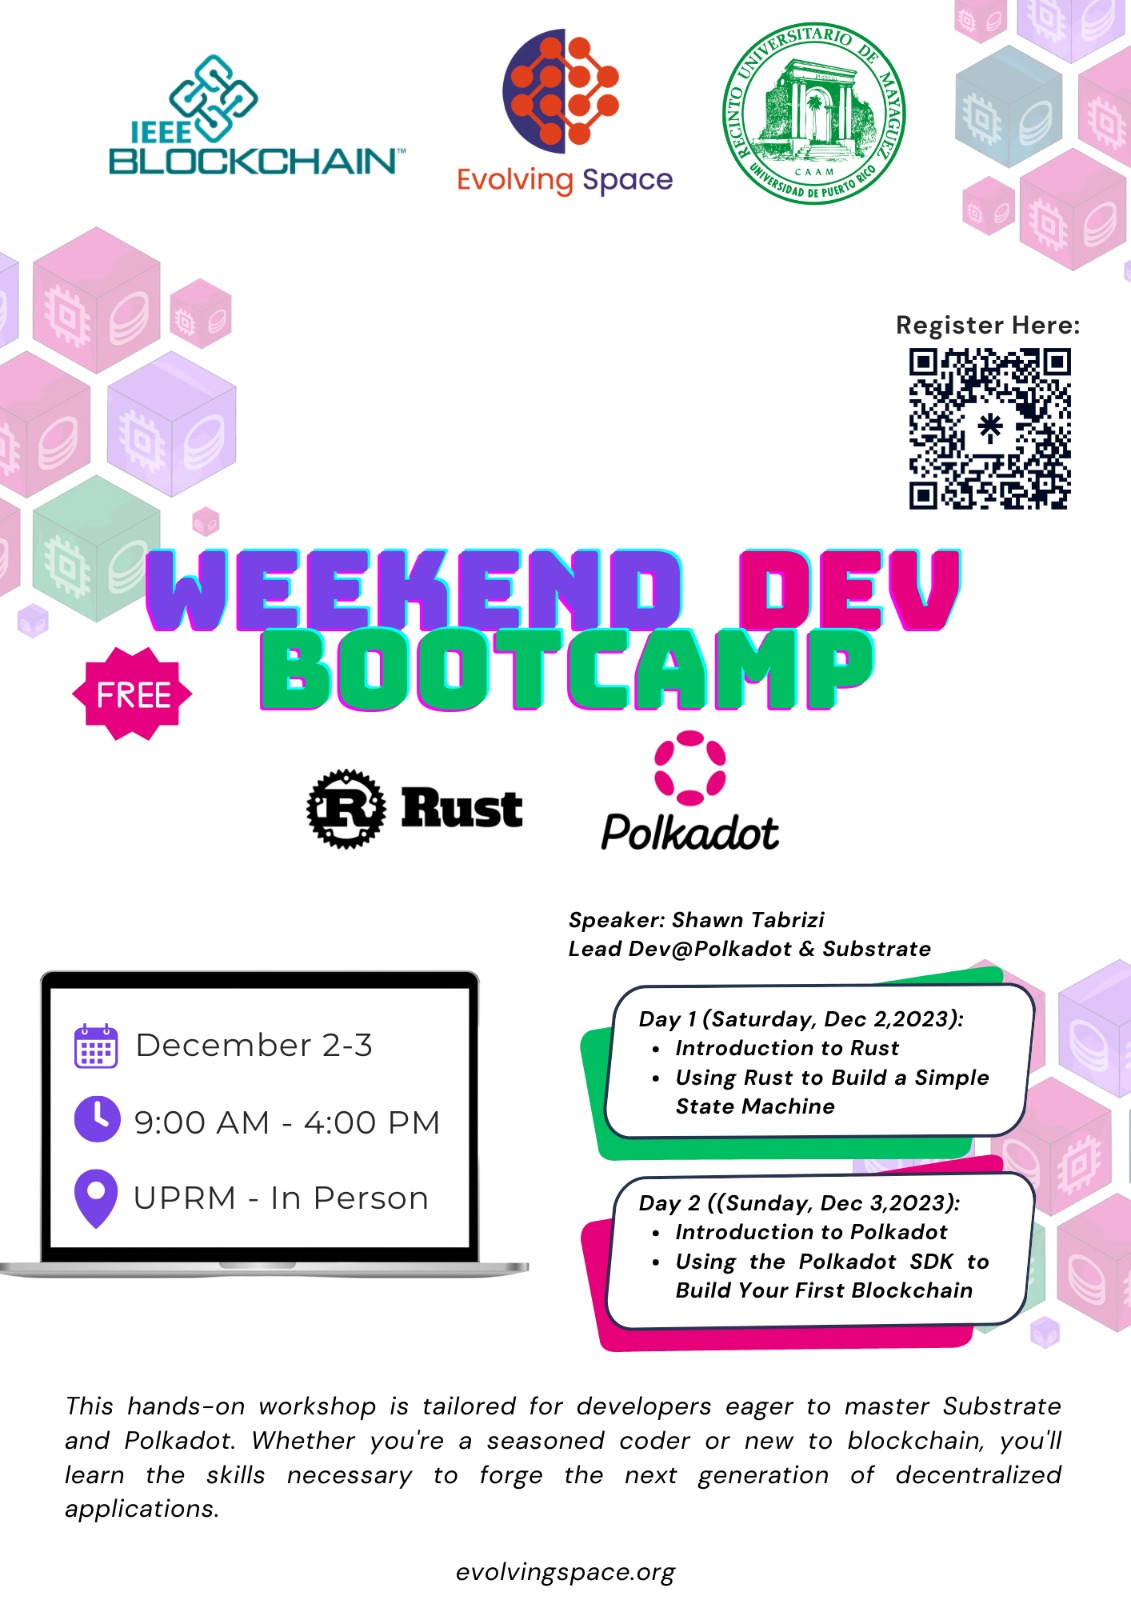 IEEE
BLOCKCHAIN™
Evolving Space
RECINTO UNIVERSITARIO DE MAYAGUEZ
CAAM
UNIVERSIDAD DE PUERTO RICO
Register Here:
WEEKEND DEV
BOOTCAMP
FREE
R Rust
Polkadot
Speaker: Shawn Tabrizi
Lead Dev@Polkadot & Substrate
December 2-3
9:00 AM - 4:00 PM
UPRM - In Person
Day 1 (Saturday, Dec 2,2023):
• Introduction to Rust
• Using Rust to Build a Simple
State Machine
Day 2 ((Sunday, Dec 3,2023):
• Introduction to Polkadot
• Using the Polkadot SDK to
Build Your First Blockchain
This hands-on workshop is tailored for developers eager to master Substrate
and Polkadot. Whether you're a seasoned coder or new to blockchain, you'll
learn the skills necessary to forge the next generation of decentralized
applications.
evolvingspace.org